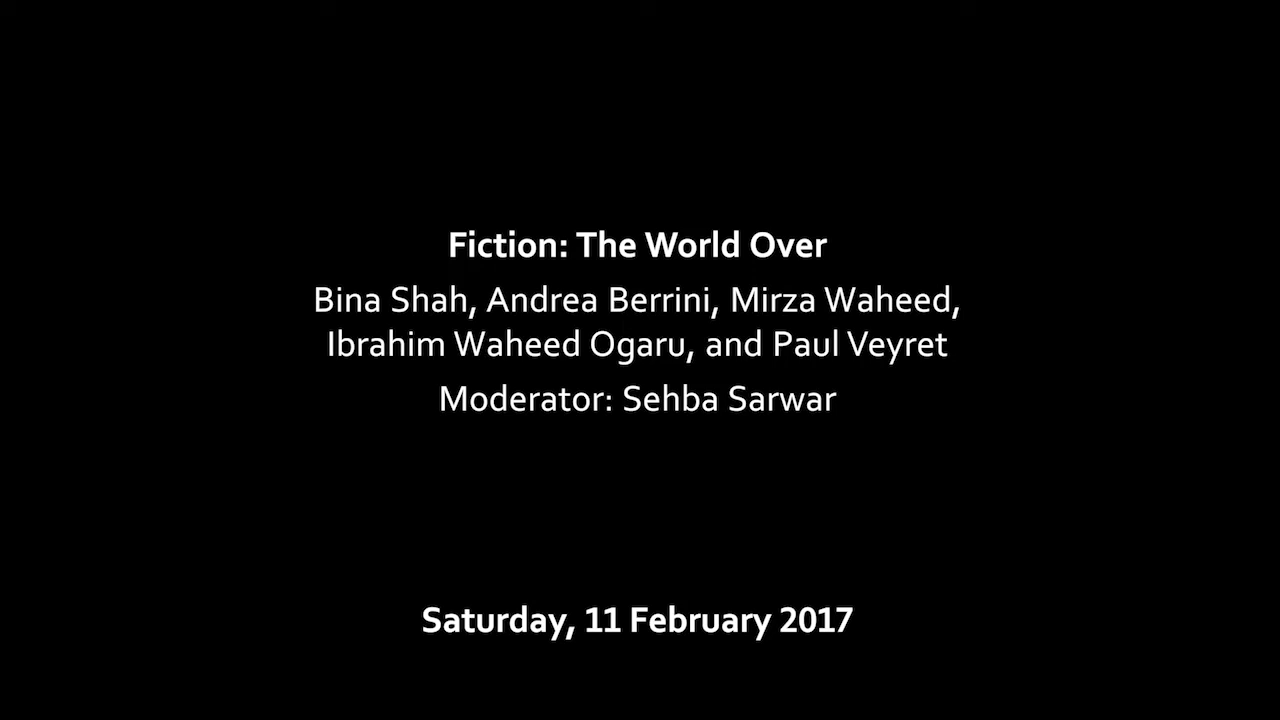 Fiction: The World Over
Bina Shah, Andrea Berrini, Mirza Waheed,
Ibrahim Waheed Ogaru, and Paul Veyret
Moderator: Sehba Sarwar
Saturday, 11 February 2017